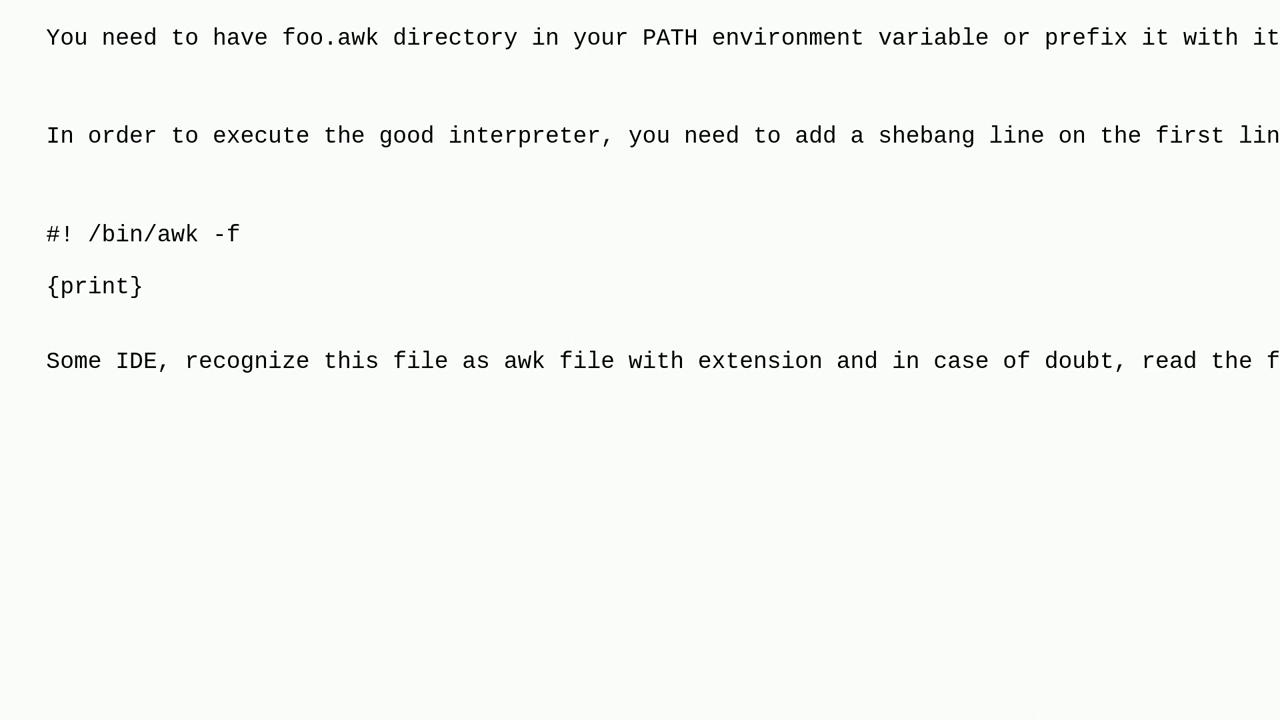 You need to have foo.awk directory in your PATH environment variable or prefix it with it
In order to execute the good interpreter, you need to add a shebang line on the first lin
#! /bin/awk -f
{print}
Some IDE, recognize this file as awk file with extension and in case of doubt, read the f